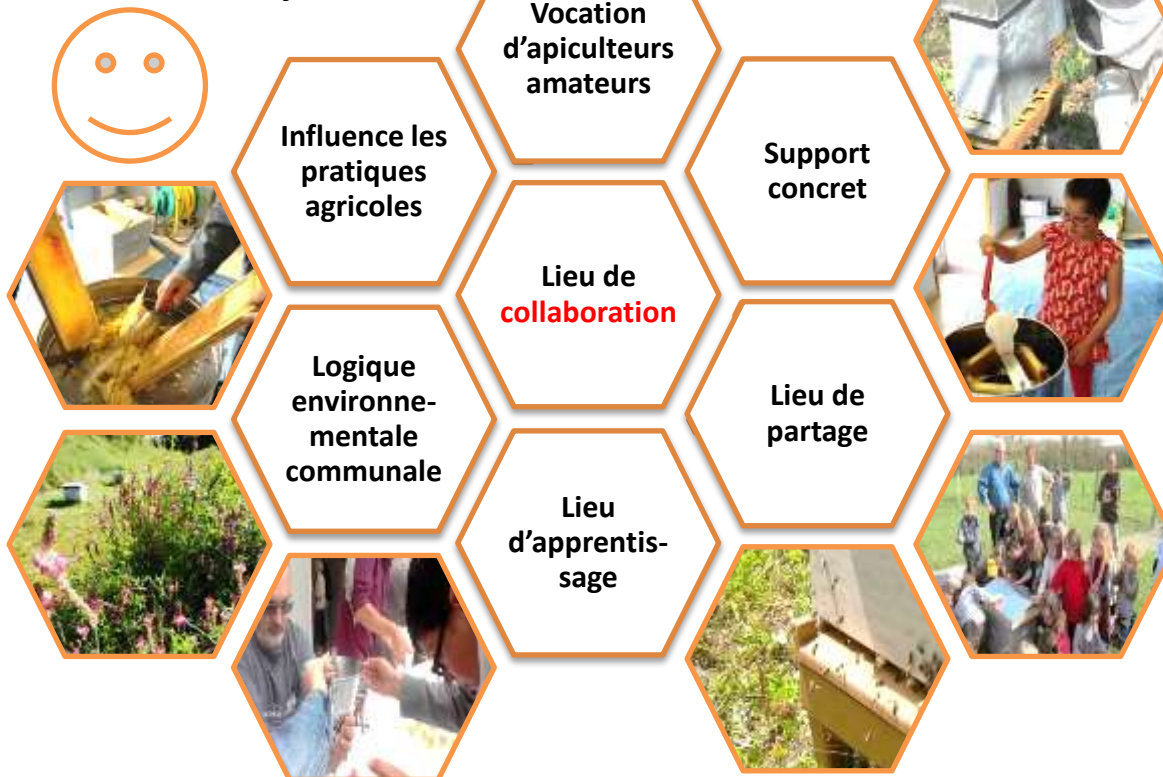 Vocation
d’apiculteurs
amateurs
Influence les
pratiques
agricoles
Support
concret
Lieu de
collaboration
Logique
environne-
mentale
communale
Lieu de
partage
Lieu
d’apprentis-
sage